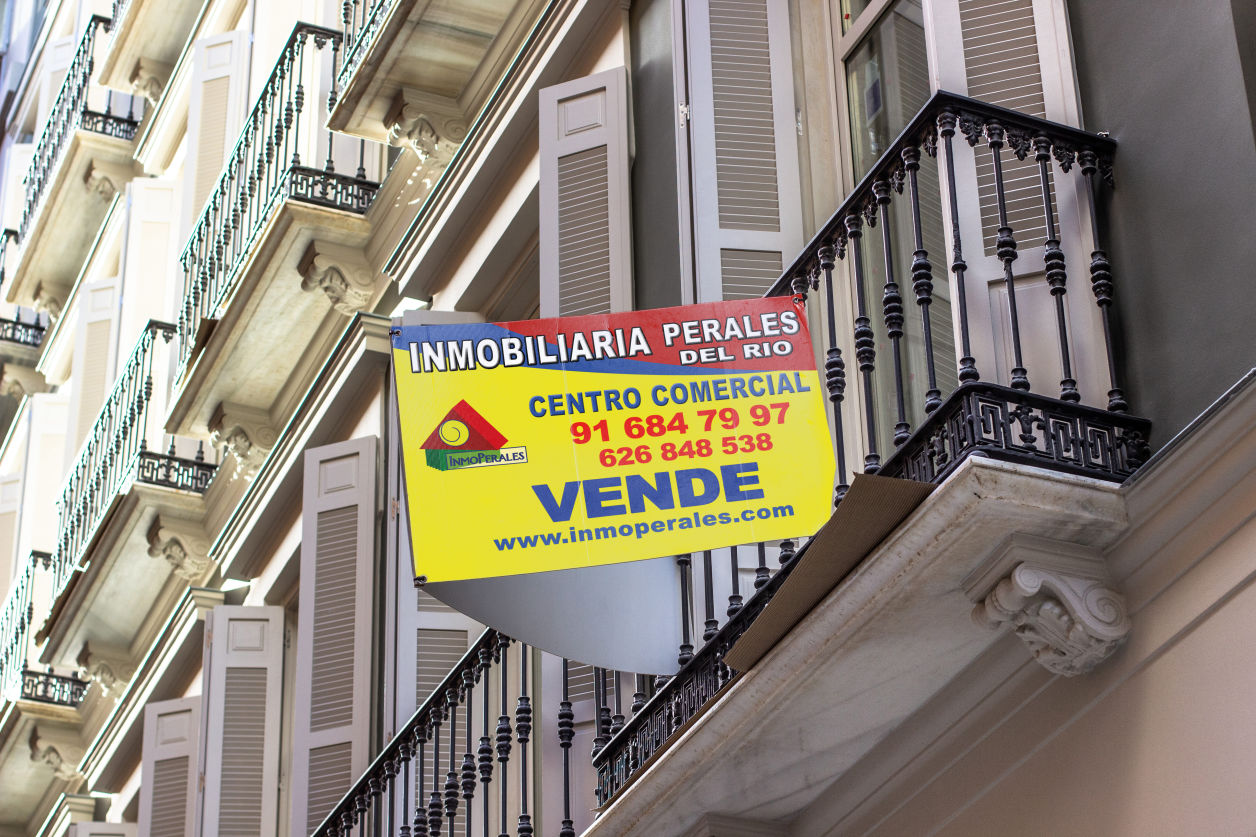 INMOBILIARIA PERALES
DEL RIO
CENTRO COMERCIAL
91 684 79 97
626 848 538
INMOPERALES
VENDE
www.inmoperales.com